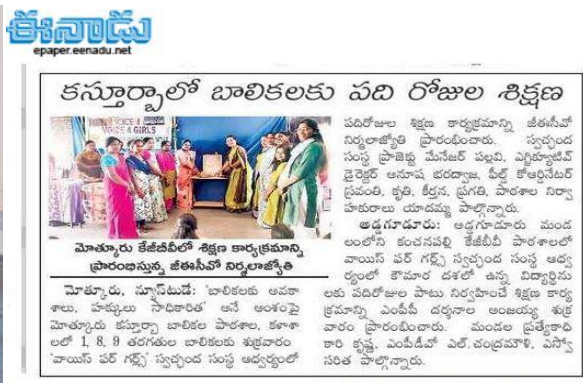 ఈనాడు
epaper.eenadu.net
కస్తూర్బాలో బాలికలకు పది రోజుల శిక్షణ
VOICE 4 GIRLS
మోత్కూరు కేజీబీవీలో శిక్షణ కార్యక్రమాన్ని
ప్రారంభిస్తున్న జీఈసీవో నిర్మలాజ్యోతి
మోత్కూరు, న్యూస్‌టుడే: 'బాలికలకు అవకా
శాలు, హక్కులు సాధికారిత' అనే అంశంపై
మోత్కూరు కస్తూర్బా బాలికల పాఠశాల, కళాశా
లలో 1, 8, 9 తరగతుల బాలికలకు శుక్రవారం
'వాయిస్ ఫర్ గర్ల్స్' స్వచ్ఛంద సంస్థ ఆధ్వర్యంలో
పదిరోజుల శిక్షణ కార్యక్రమాన్ని జీఈసీవో
నిర్మలాజ్యోతి ప్రారంభించారు. స్వచ్ఛంద
సంస్థ ప్రాజెక్టు మేనేజర్ పల్లవి, ఎగ్జిక్యూటివ్
డైరెక్టర్ అనూష భరద్వాజ, ఫీల్డ్ కోఆర్డినేటర్
స్రవంతి, కృతి, కీర్తన, ప్రగతి, పాఠశాల నిర్వా
హకురాలు యాదమ్మ పాల్గొన్నారు.
అడ్డగూడూరు: అడ్డగూడూరు మండ
లంలోని కంచనపల్లి కేజీబీవీ పాఠశాలలో
వాయిస్ ఫర్ గర్ల్స్ స్వచ్ఛంద సంస్థ ఆధ్వ
ర్యంలో కౌమార దశలో ఉన్న విద్యార్థిను
లకు పదిరోజుల పాటు నిర్వహించే శిక్షణ కార్య
క్రమాన్ని ఎంపీపీ దర్శనాల అంజయ్య శుక్ర
వారం ప్రారంభించారు. మండల ప్రత్యేకాధి
కారి కృష్ణ, ఎంపీడీవో ఎల్.చంద్రమౌళి, ఎస్వో
సరిత పాల్గొన్నారు.